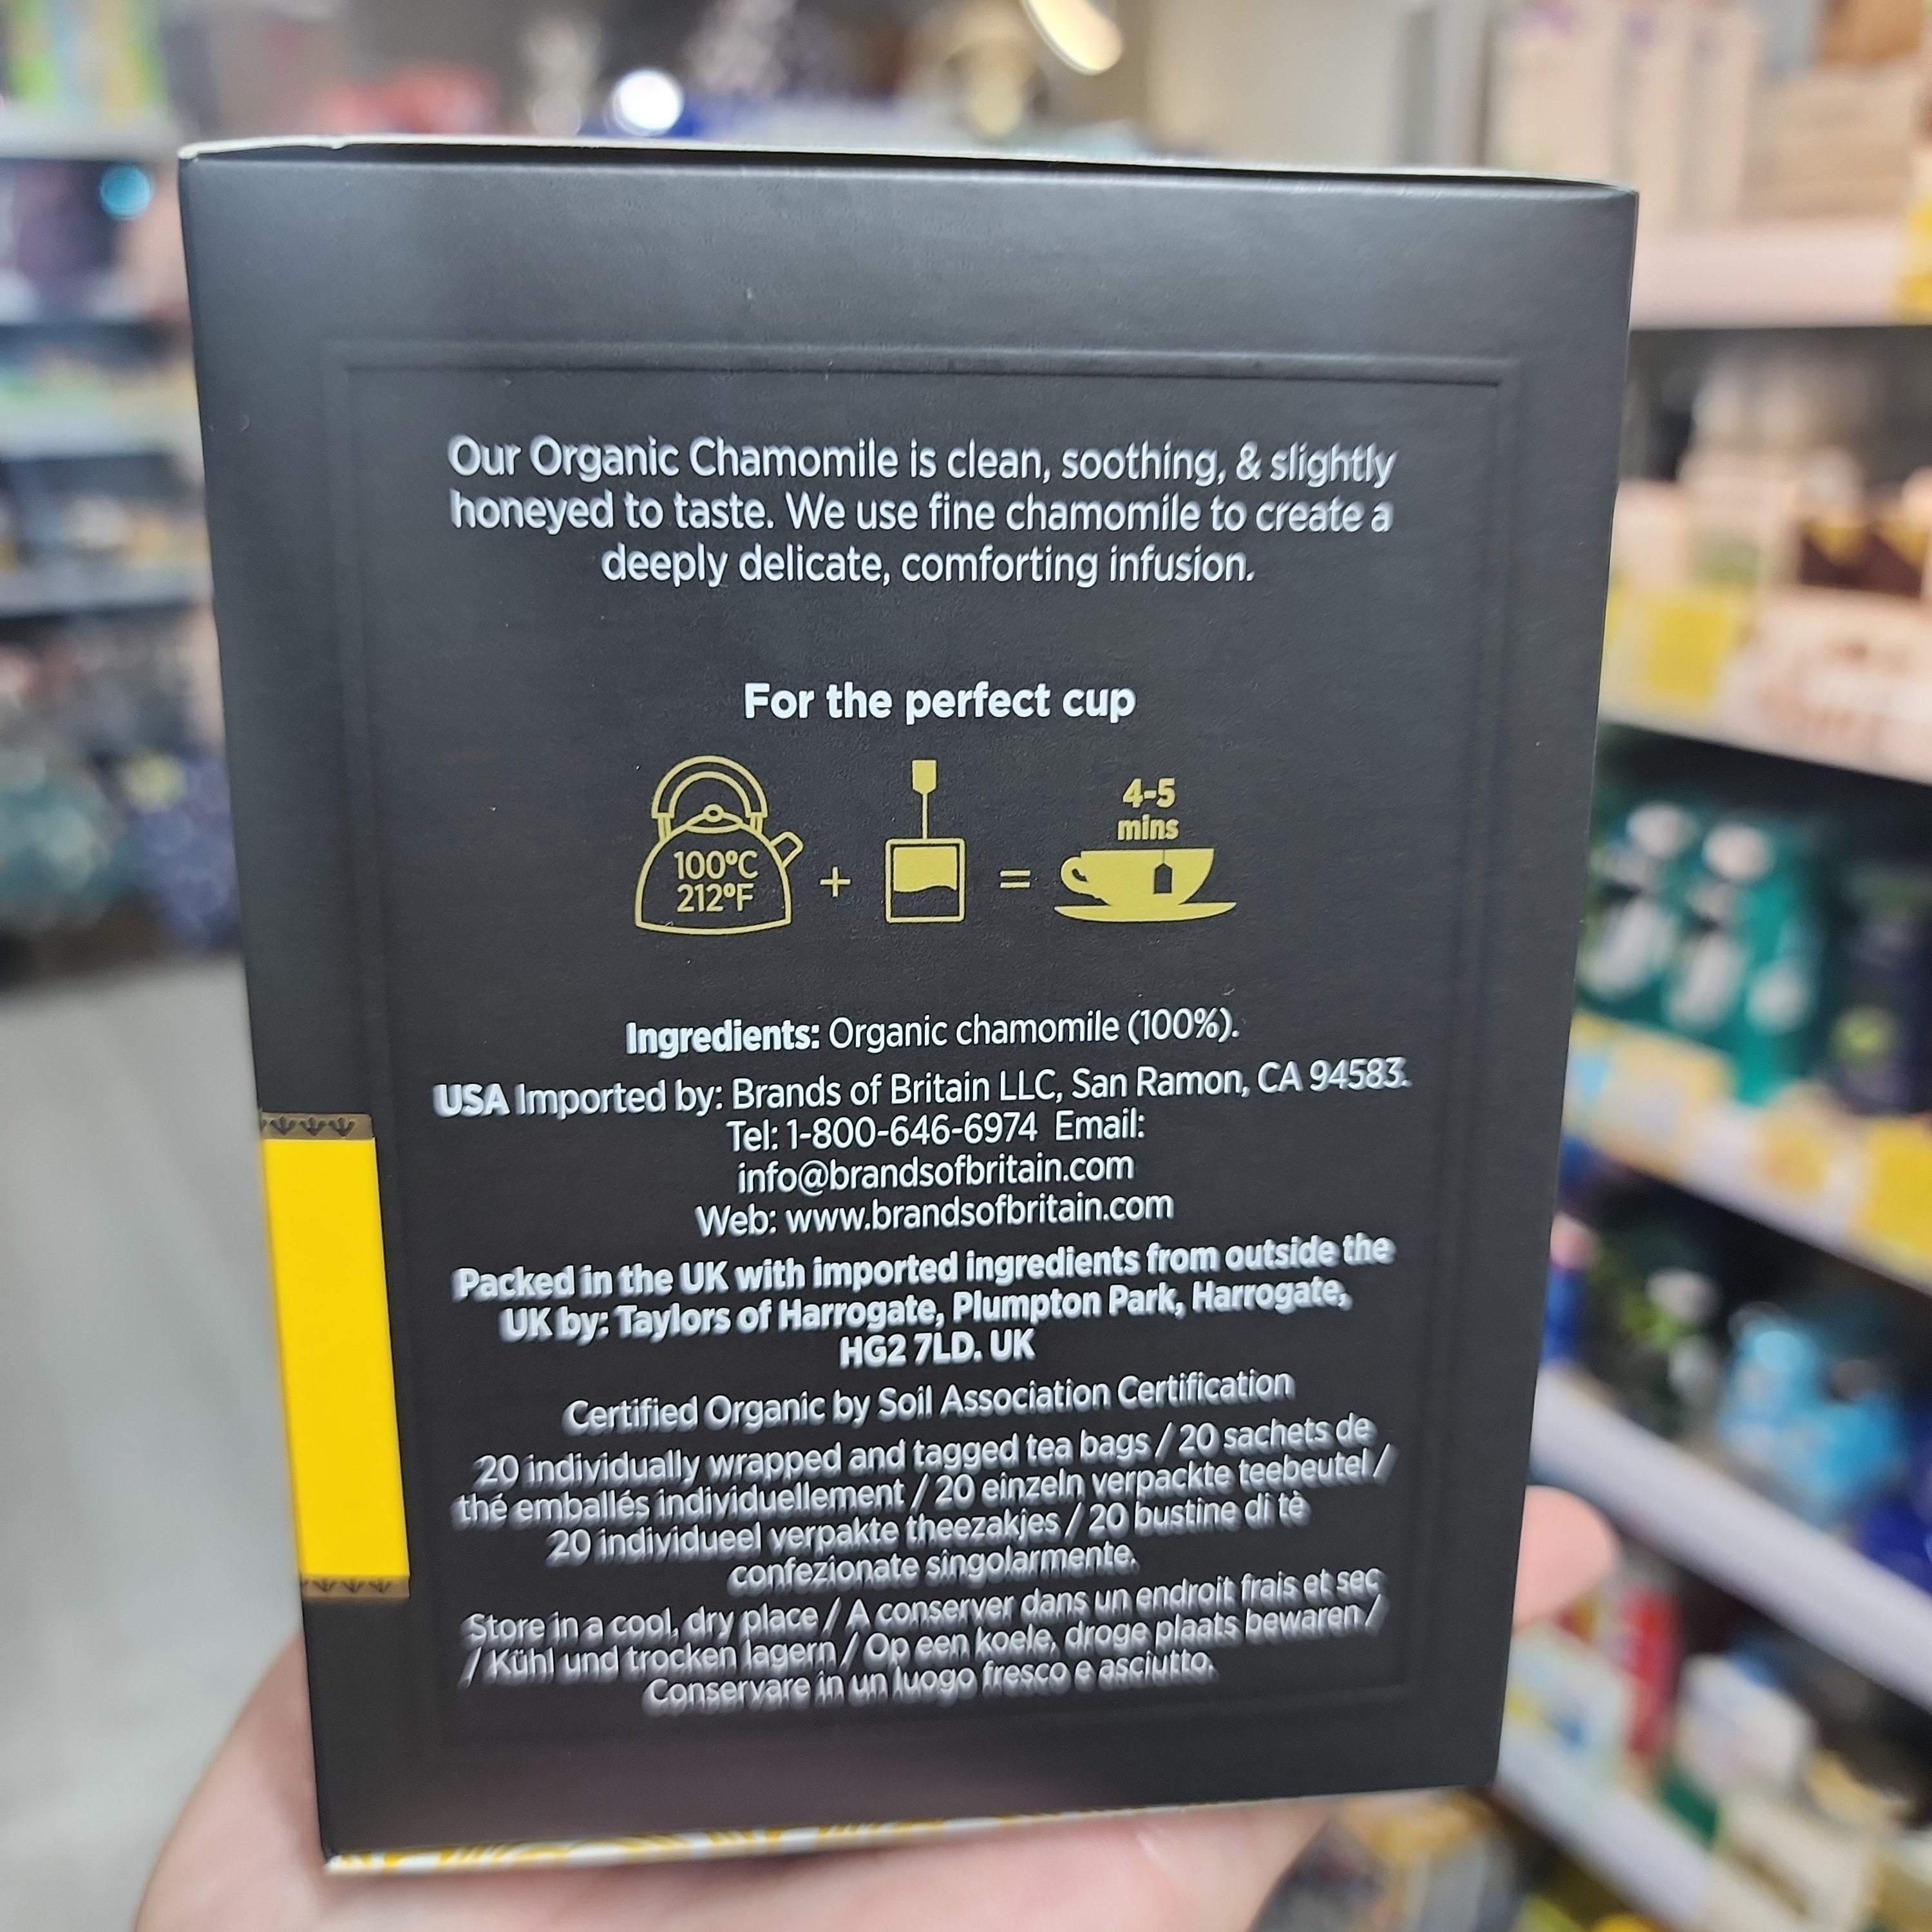 Our Organic Chamomile is clean, soothing, & slightly
honeyed to taste. We use fine chamomile to create a
deeply delicate, comforting infusion.
For the perfect cup
100°C
212°F
+
=
4-5
mins
Ingredients: Organic chamomile (100%).
USA Imported by: Brands of Britain LLC, San Ramon, CA 94583.
Tel: 1-800-646-6974 Email:
info@brandsofbritain.com
Web: www.brandsofbritain.com
Packed in the UK with imported ingredients from outside the
UK by: Taylors of Harrogate, Plumpton Park, Harrogate,
HG2 7LD. UK
Certified Organic by Soil Association Certification
20 individually wrapped and tagged tea bags / 20 sachets de
thé emballés individuellement / 20 einzeln verpackte teebeutel /
20 individueel verpakte theezakjes / 20 bustine di tè
confezionate singolarmente.
Store in a cool, dry place / A conserver dans un endroit frais et sec
/ Kühl und trocken lagern / Op een koele, droge plaats bewaren /
Conservare in un luogo fresco e asciutto.